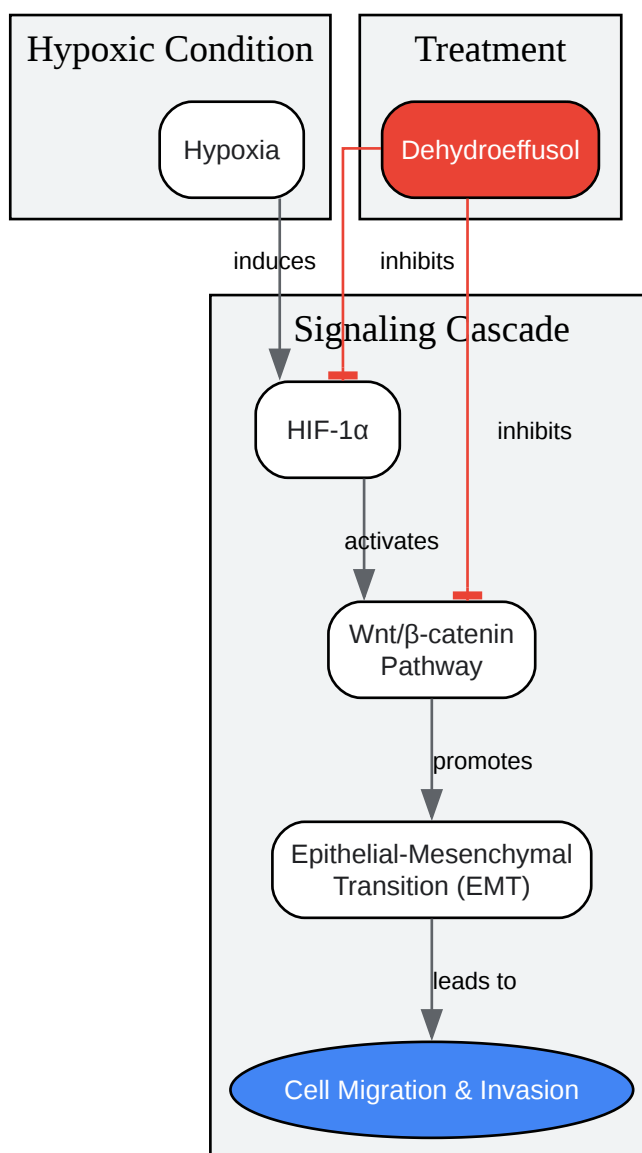 Hypoxic Condition
Treatment
Hypoxia
Dehydroeffusol
induces
inhibits
Signaling Cascade
HIF-1α
inhibits
activates
Wnt/β-catenin
Pathway
promotes
Epithelial-Mesenchymal
Transition (EMT)
leads to
Cell Migration & Invasion